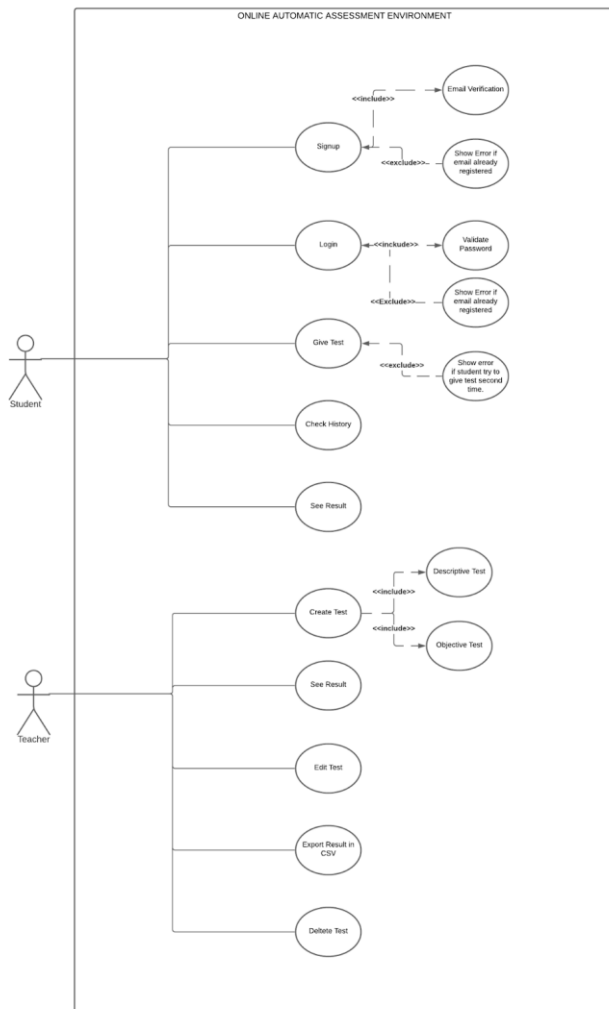 ONLINE AUTOMATIC ASSESSMENT ENVIRONMENT
Email Verification
<<include>>
Signup
<<exclude>>
Show Error if
email already
registered
Login
<<inckude>>
Validate
Password
<<Exclude>>
Show Error if
email already
registered
Give Test
<<exclude>>
Show error
if student try to
give test second
time.
Student
Check History
See Result
Descriptive Test
<<include>>
Create Test
<<include>>
Objective Test
See Result
Teacher
Edit Test
Export Result in
CSV
Deltete Test